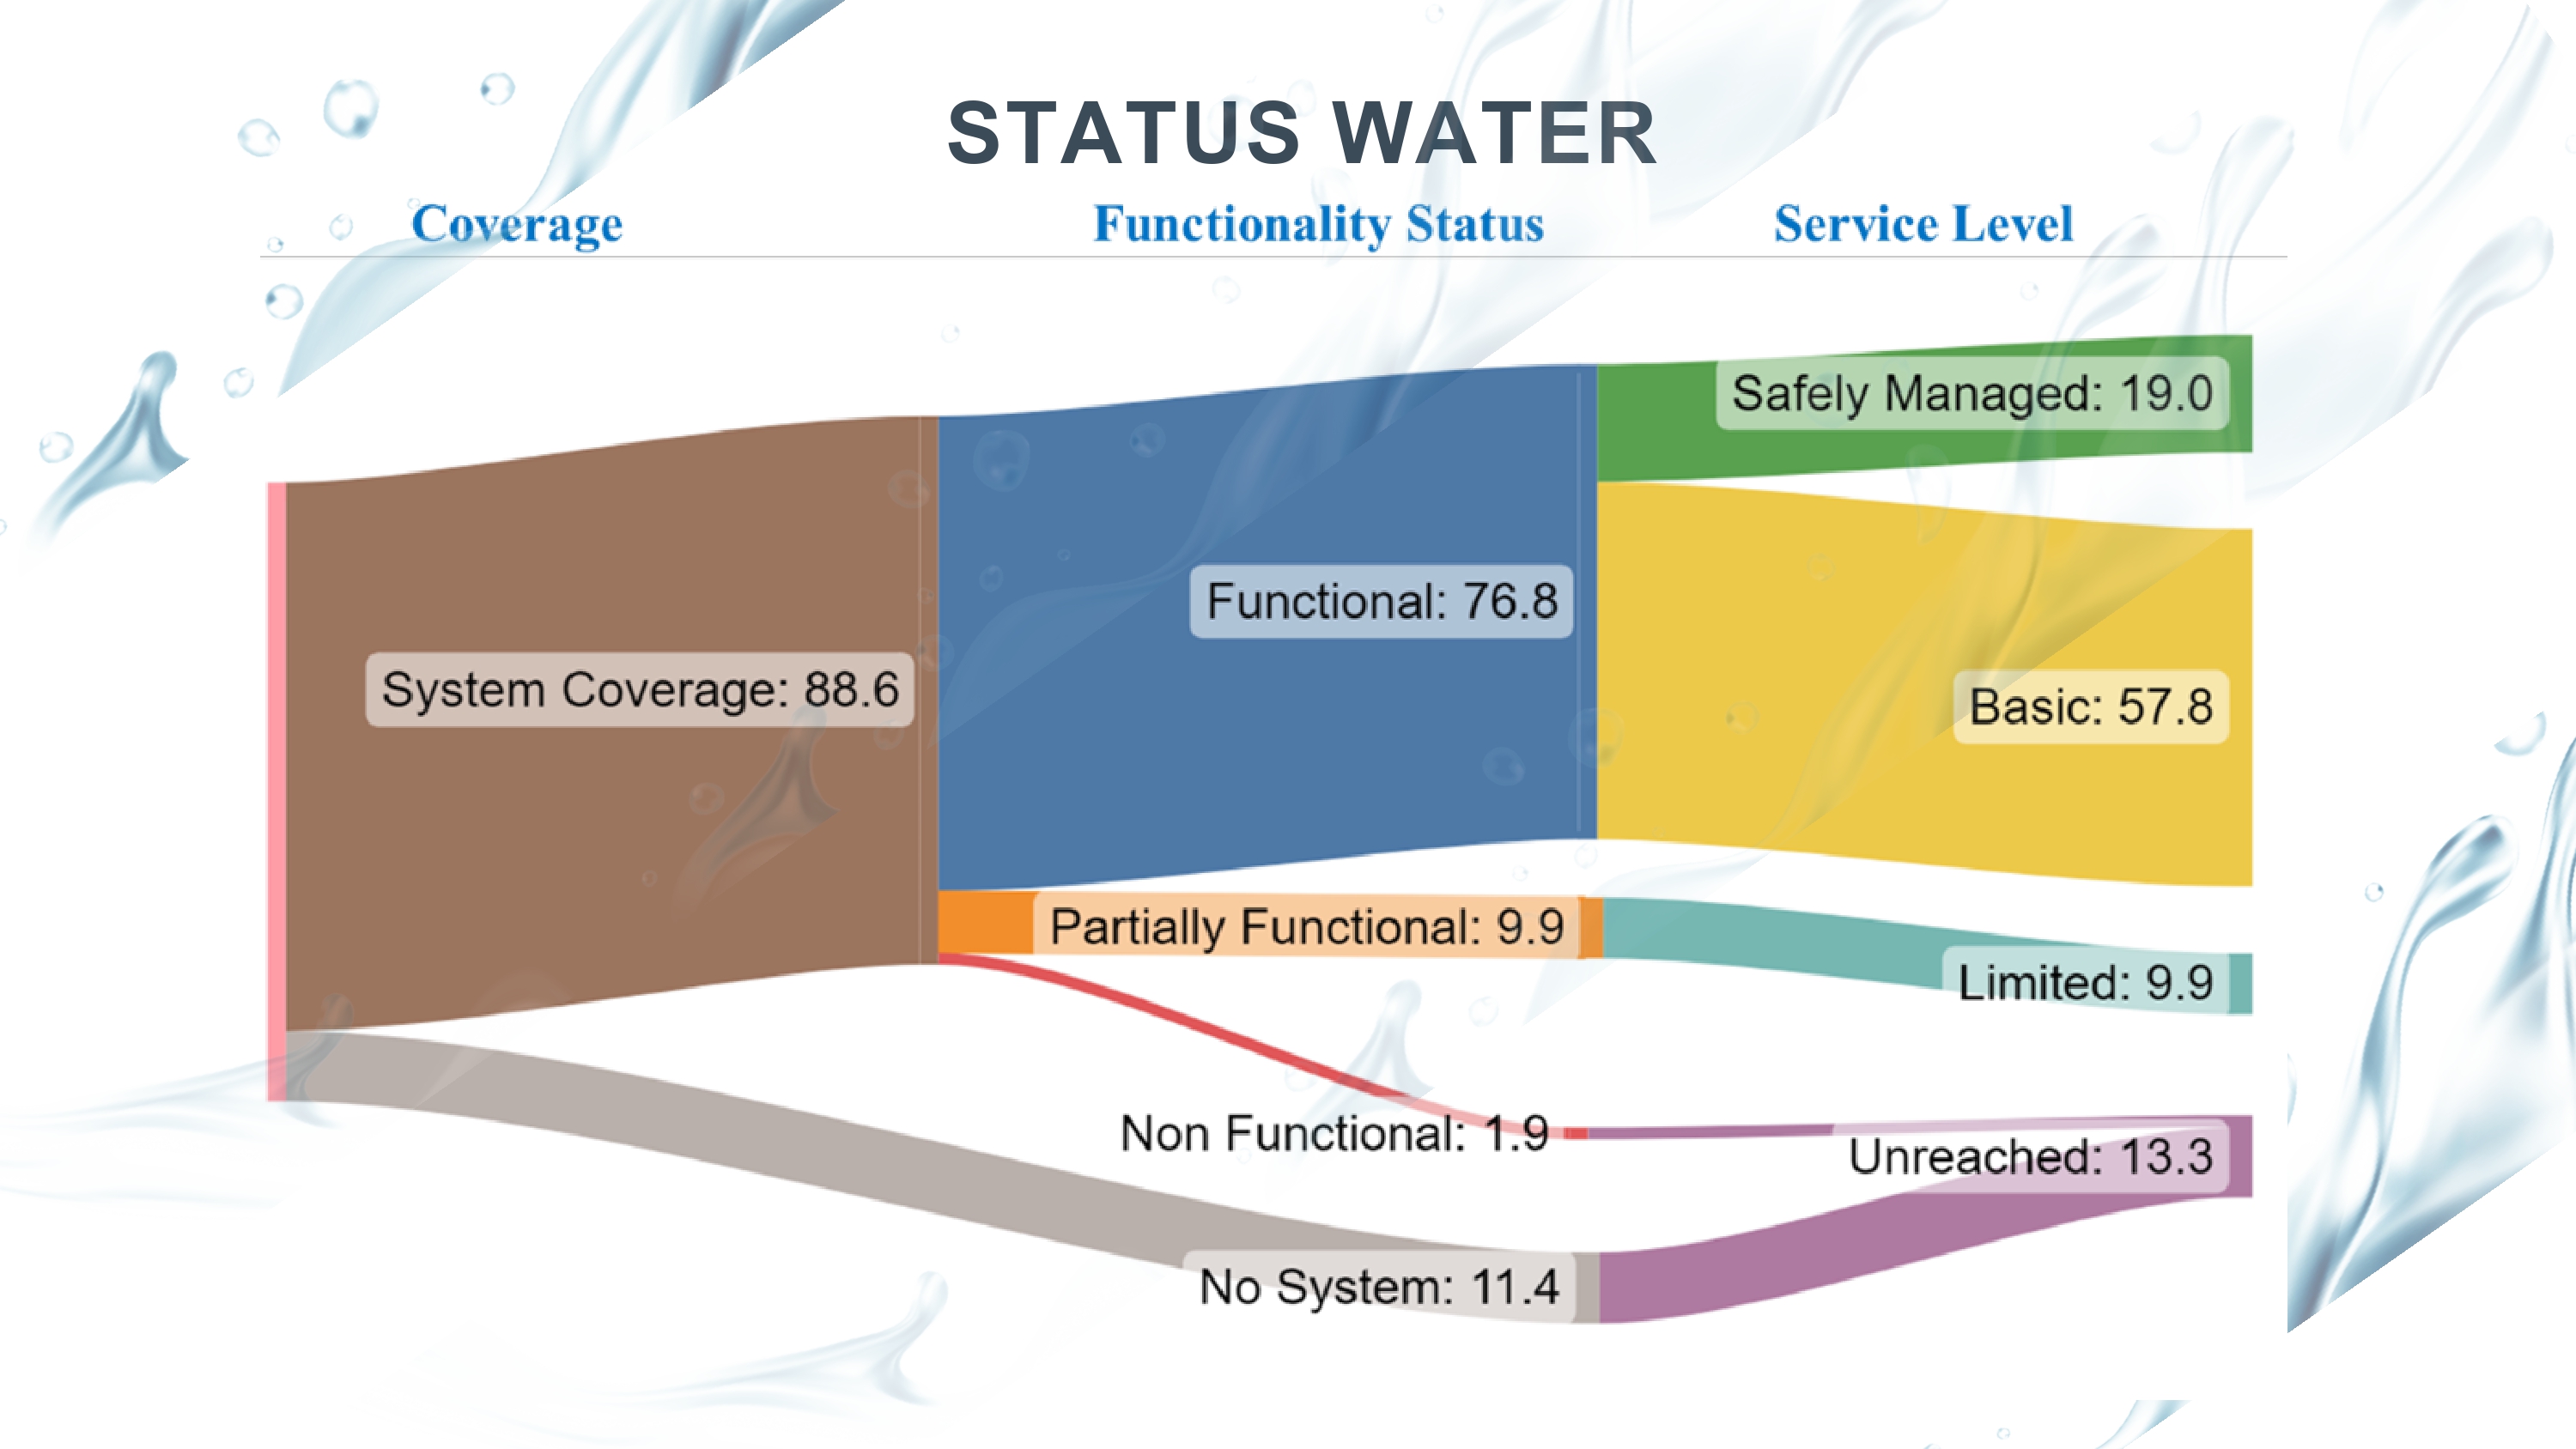 STATUS WATER
Coverage
Functionality Status
Service Level
Safely Managed: 19.0
Functional: 76.8
System Coverage: 88.6
Basic: 57.8
Partially Functional: 9.9
Limited: 9.9
Non Functional: 1.9
Unreached: 13.3
No System: 11.4